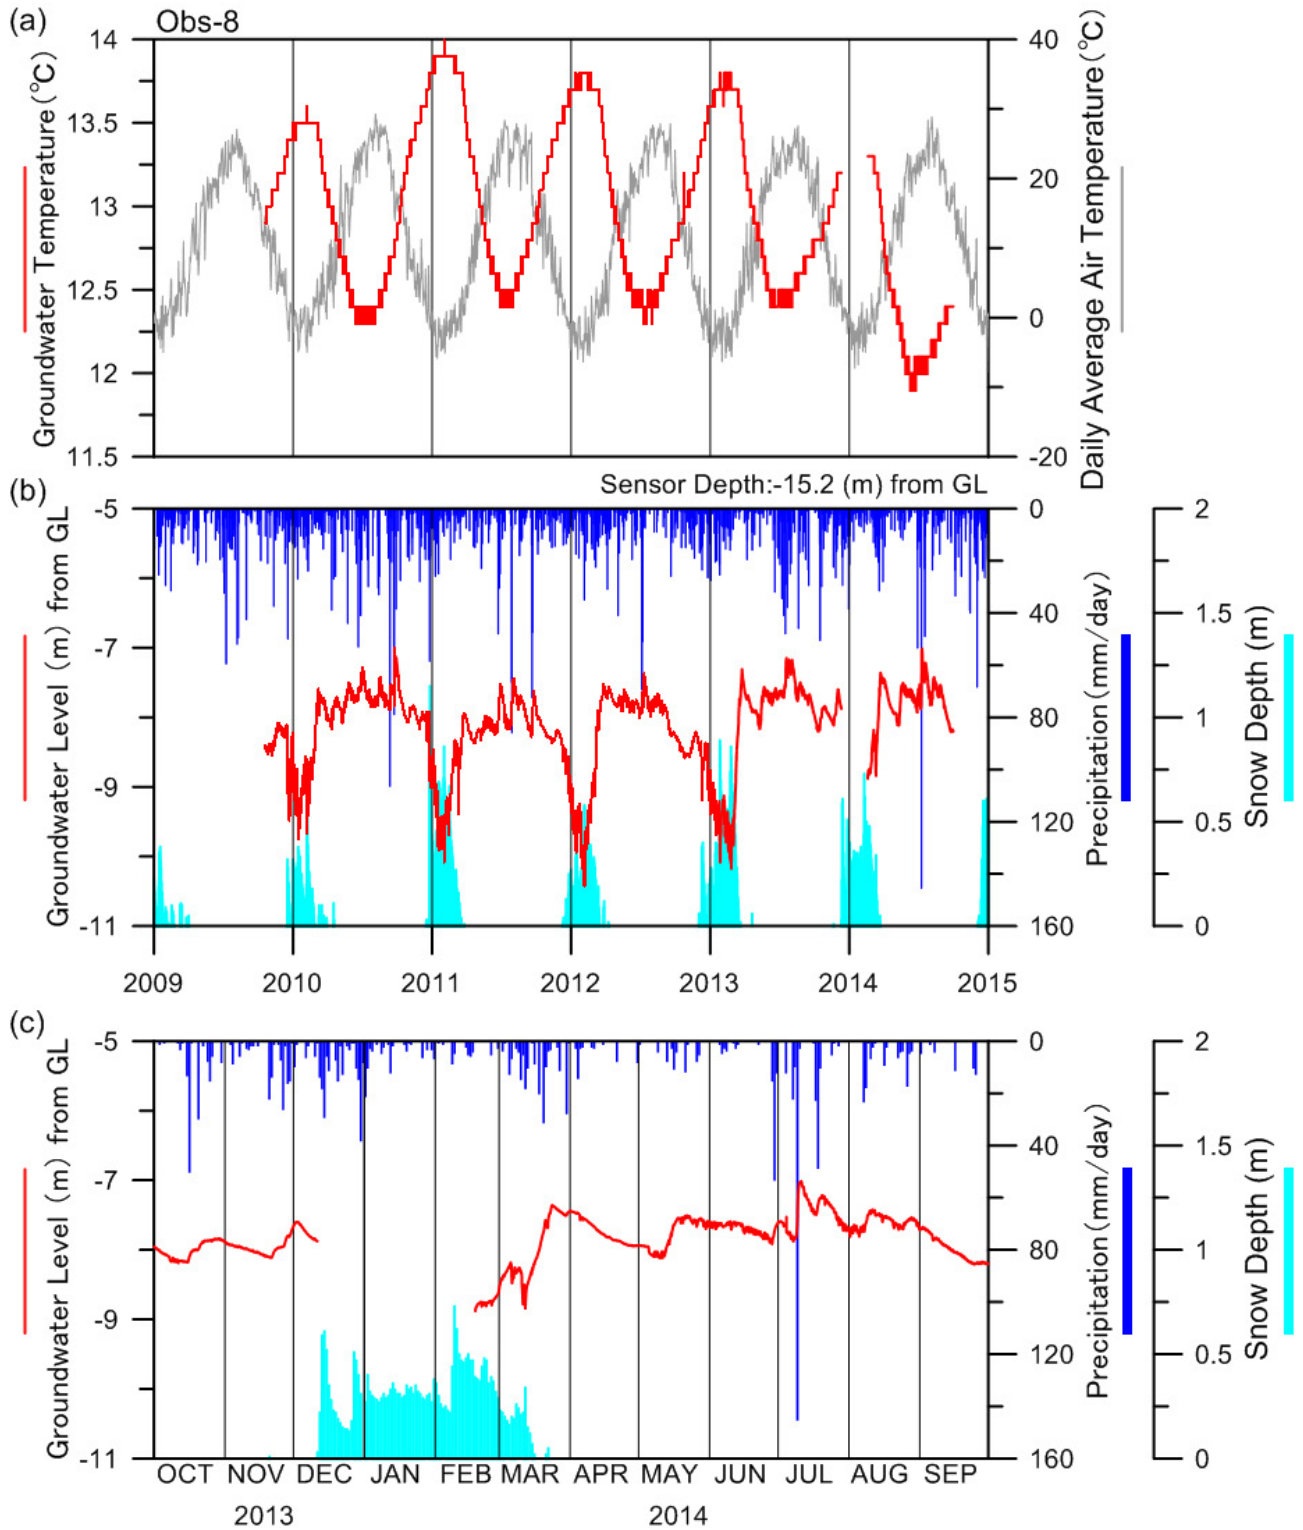 (a)
Obs-8
Groundwater Temperature (℃)
14
13.5
13
12.5
12
11.5
40
20
0
-20
Daily Average Air Temperature (℃)
(b)
Sensor Depth:-15.2 (m) from GL
Groundwater Level (m) from GL
-5
-7
-9
-11
0
40
80
120
160
Precipitation (mm/day)
2
1.5
1
0.5
0
Snow Depth (m)
2009 2010 2011 2012 2013 2014 2015
(c)
Groundwater Level (m) from GL
-5
-7
-9
-11
0
40
80
120
160
Precipitation (mm/day)
2
1.5
1
0.5
0
Snow Depth (m)
OCT NOV DEC JAN FEB MAR APR MAY JUN JUL AUG SEP
2013 2014